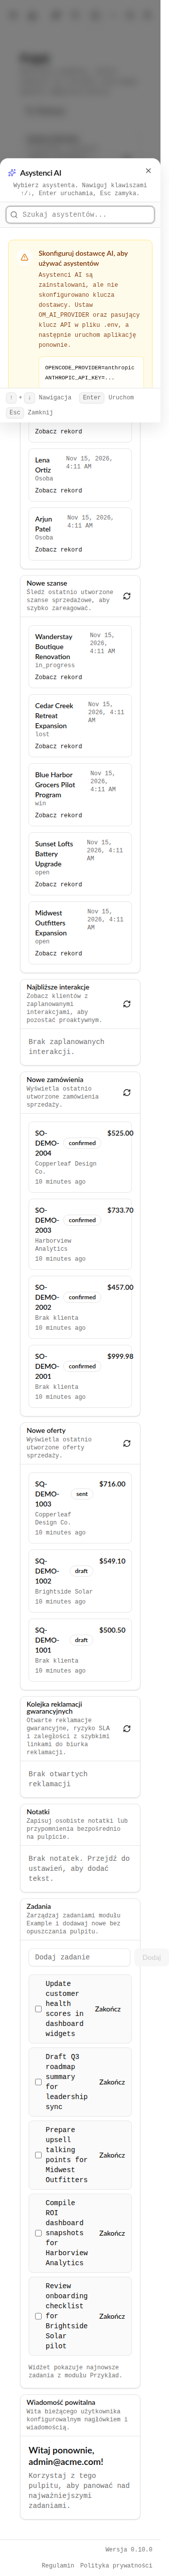 Asystenci AI
Wybierz asystenta. Nawiguj klawiszami
↑/↓, Enter uruchamia, Esc zamyka.
Szukaj asystentów...
Skonfiguruj dostawcę AI, aby
używać asystentów
Asystenci AI są
zainstalowani, ale nie
skonfigurowano klucza
dostawcy. Ustaw
OM_AI_PROVIDER oraz pasujący
klucz API w pliku .env, a
następnie uruchom aplikację
ponownie.
OPENCODE_PROVIDER=anthropic
ANTHROPIC_API_KEY=...
↑ + ↓ Nawigacja Enter Uruchom
Esc Zamknij
Zobacz rekord
Lena
Ortiz
Osoba
Nov 15, 2026,
4:11 AM
Zobacz rekord
Arjun
Patel
Osoba
Nov 15, 2026,
4:11 AM
Zobacz rekord
Nowe szanse
Śledź ostatnio utworzone
szanse sprzedażowe, aby
szybko zareagować.
Wanderstay
Boutique
Renovation
in_progress
Nov 15,
2026,
4:11 AM
Zobacz rekord
Cedar Creek
Retreat
Expansion
lost
Nov 15,
2026, 4:11
AM
Zobacz rekord
Blue Harbor
Grocers Pilot
Program
win
Nov 15,
2026,
4:11 AM
Zobacz rekord
Sunset Lofts
Battery
Upgrade
open
Nov 15,
2026, 4:11
AM
Zobacz rekord
Midwest
Outfitters
Expansion
open
Nov 15,
2026, 4:11
AM
Zobacz rekord
Najbliższe interakcje
Zobacz klientów z
zaplanowanymi
interakcjami, aby
pozostać proaktywnym.
Brak zaplanowanych
interakcji.
Nowe zamówienia
Wyświetla ostatnio
utworzone zamówienia
sprzedaży.
SO-
DEMO-
2004
confirmed
$525.00
Copperleaf Design
Co.
10 minutes ago
SO-
DEMO-
2003
confirmed
$733.70
Harborview
Analytics
10 minutes ago
SO-
DEMO-
2002
confirmed
$457.00
Brak klienta
10 minutes ago
SO-
DEMO-
2001
confirmed
$999.98
Brak klienta
10 minutes ago
Nowe oferty
Wyświetla ostatnio
utworzone oferty
sprzedaży.
SQ-
DEMO-
1003
sent
$716.00
Copperleaf
Design Co.
10 minutes ago
SQ-
DEMO-
1002
draft
$549.10
Brightside Solar
10 minutes ago
SQ-
DEMO-
1001
draft
$500.50
Brak klienta
10 minutes ago
Kolejka reklamacji
gwarancyjnych
Otwarte reklamacje
gwarancyjne, ryzyko SLA
i zaległości z szybkimi
linkami do biurka
reklamacji.
Brak otwartych
reklamacji
Notatki
Zapisuj osobiste notatki lub
przypomnienia bezpośrednio
na pulpicie.
Brak notatek. Przejdź do
ustawień, aby dodać
tekst.
Zadania
Zarządzaj zadaniami modułu
Example i dodawaj nowe bez
opuszczania pulpitu.
Dodaj zadanie
Dodaj
Update
customer
health
scores in
dashboard
widgets
Zakończ
Draft Q3
roadmap
summary
for
leadership
sync
Zakończ
Prepare
upsell
talking
points for
Midwest
Outfitters
Zakończ
Compile
ROI
dashboard
snapshots
for
Harborview
Analytics
Zakończ
Review
onboarding
checklist
for
Brightside
Solar
pilot
Zakończ
Widżet pokazuje najnowsze
zadania z modułu Przykład.
Wiadomość powitalna
Wita bieżącego użytkownika
konfigurowalnym nagłówkiem i
wiadomością.
Witaj ponownie,
admin@acme.com!
Korzystaj z tego
pulpitu, aby panować nad
najważniejszymi
zadaniami.
Wersja 0.10.0
Regulamin Polityka prywatności